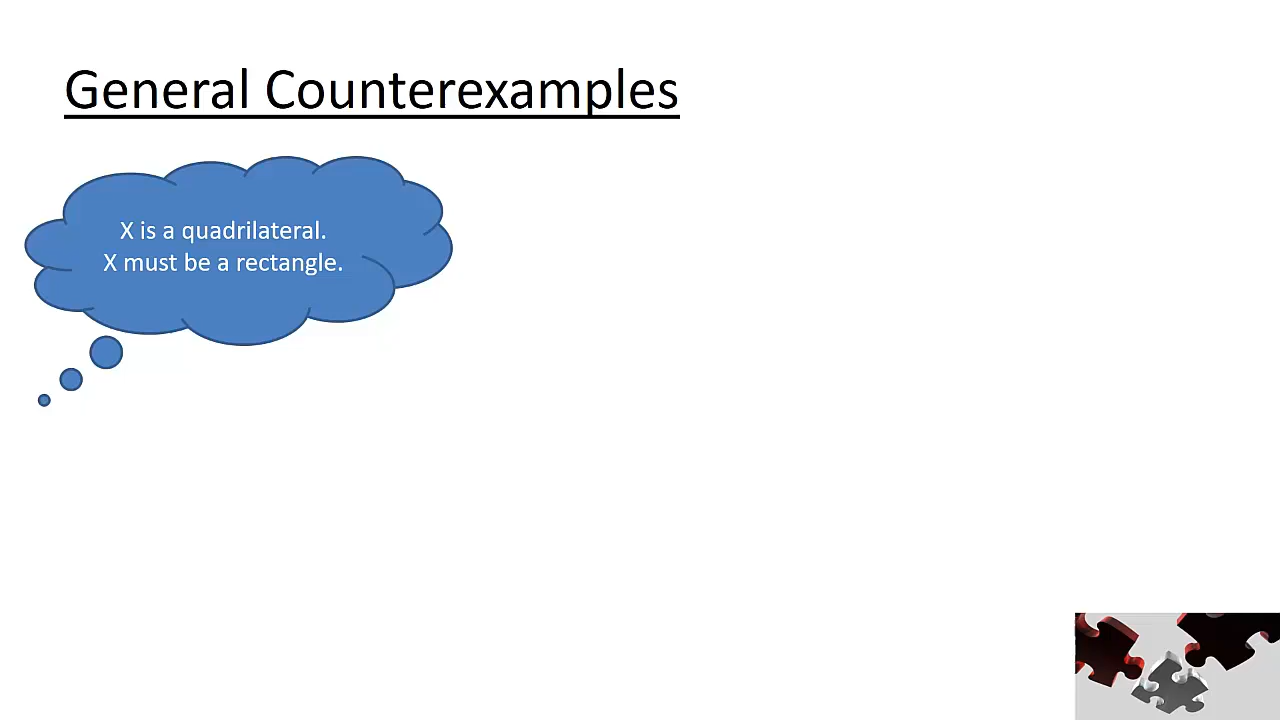 General Counterexamples
X is a quadrilateral.
X must be a rectangle.